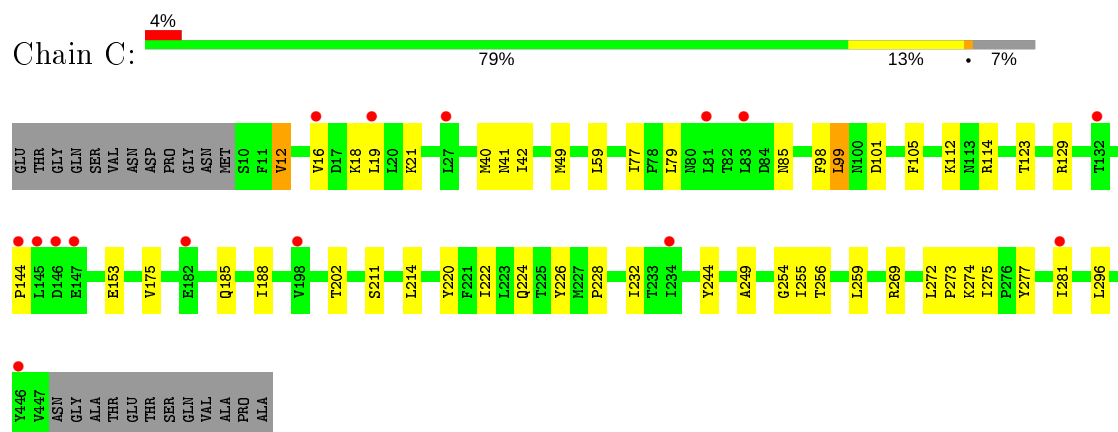 4%
Chain C:
79% 13% • 7%
GLU THR GLY GLN SER VAL ASN ASP PRO GLY ASN MET S10 F11 V12 V16 D17 K18 L19 L20 K21 L27 M40 N41 I42 M49 L59 I77 P78 L79 N80 L81 T82 L83 D84 N85 F98 L99 N100 D101 F105 K112 N113 R114 T123 R129 T132
P144 L145 D146 E147 E153 V175 E182 Q185 I188 V198 T202 S211 L214 Y220 F221 I222 L223 Q224 T225 Y226 M227 P228 I232 T233 I234 Y244 A249 G254 I255 T256 L259 R269 L272 P273 K274 I275 P276 Y277 I281 L296
Y446 V447 ASN GLY ALA THR GLU THR SER GLN VAL ALA PRO ALA